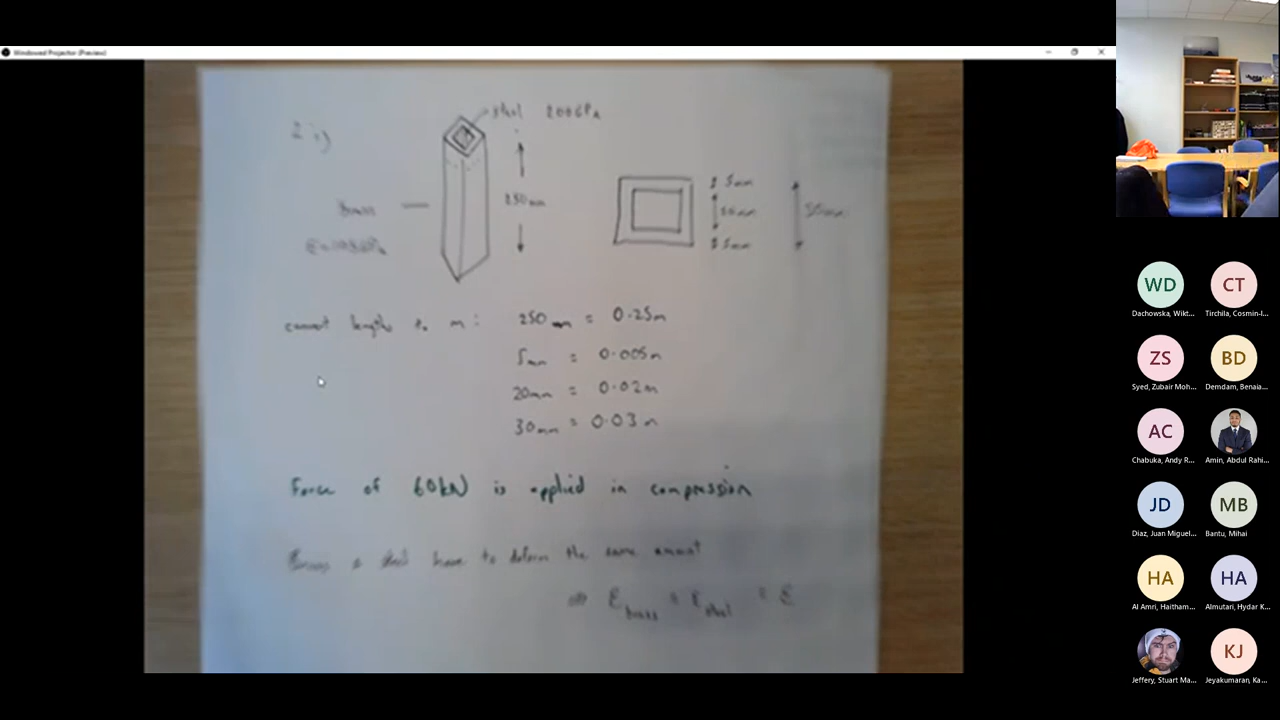 Windowed Projector (Preview)
2 i)
steel 200GPa
250mm
Brass
5mm
20mm
5mm
convert lengths to m: 250mm = 0.25m
5mm = 0.005m
20mm = 0.02m
30mm = 0.03m
Force of 60kN is applied in compression
Brass & steel have to deform the same amount
ε brass = ε steel = ε
WD
Dachowska, Wikt...
CT
Tirchila, Cosmin-I...
ZS
Syed, Zubair Moh...
BD
Demdam, Benaia...
AC
Chabuka, Andy R...
Amin, Abdul Rahi...
JD
Diaz, Juan Miguel...
MB
Bantu, Mihai
HA
Al Amri, Haitham...
HA
Almutari, Hydar K...
Jeffery, Stuart Ma...
KJ
Jeyakumaran, Ka...